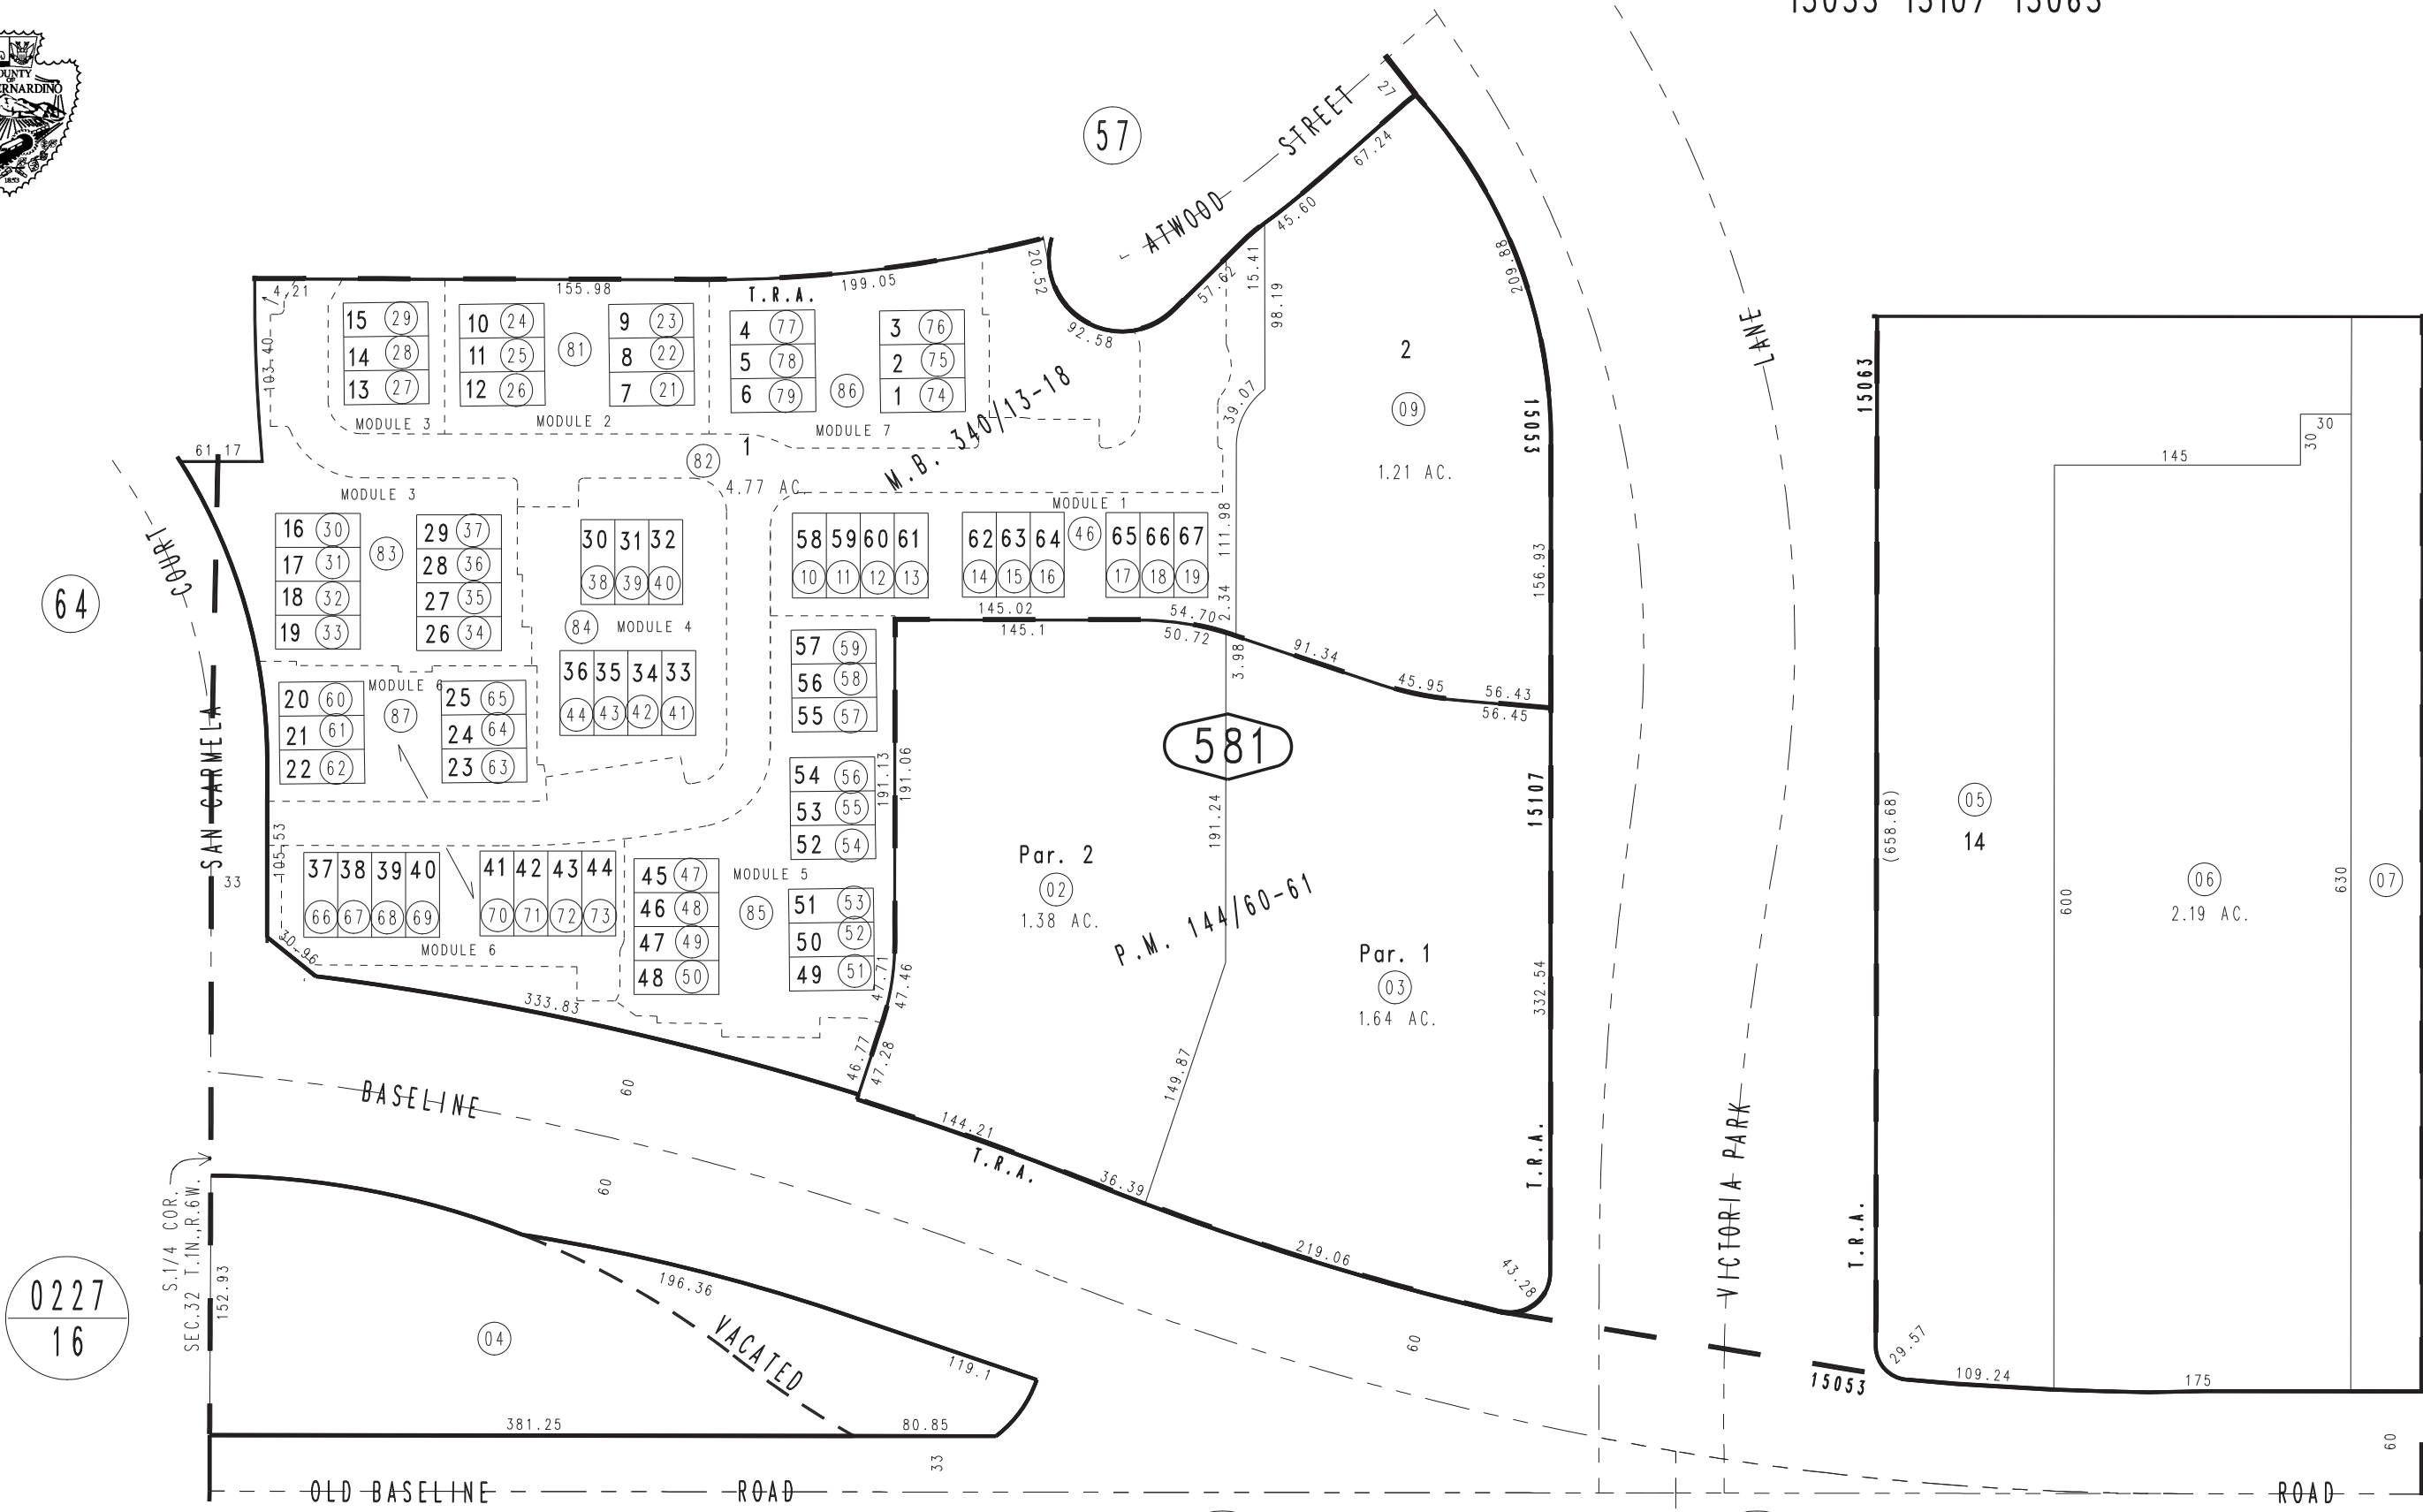 15053 15107 15063
COUNTY
OF
1853
57
ATWOOD STREET
27
67.24
45.60
57.62
15.41
98.19
209.88
20.52
92.58
4.21
155.98
T.R.A.
199.05
15 29
14 28
13 27
MODULE 3
10 24
11 25
12 26
81
9 23
8 22
7 21
MODULE 2
4 77
5 78
6 79
86
3 76
2 75
1 74
MODULE 7
103.40
39.07
2
09
1.21 AC.
15053
LANE
15063
30
30
145
61.17
82
1
4.77 AC.
M.B. 340/13-18
COURT
64
MODULE 3
16 30
17 31
18 32
19 33
83
29 37
28 36
27 35
26 34
30 31 32
38 39 40
84
MODULE 4
36 35 34 33
44 43 42 41
MODULE 1
58 59 60 61
10 11 12 13
62 63 64
14 15 16
46
65 66 67
17 18 19
111.98
2.34
156.93
145.02
145.1
54.70
50.72
3.98
91.34
45.95
56.43
56.45
MODULE 6
20 60
21 61
22 62
87
25 65
24 64
23 63
57 59
56 58
55 57
54 56
53 55
52 54
191.13
191.06
581
191.24
15107
SAN CARMELA
105.53
33
37 38 39 40
66 67 68 69
41 42 43 44
70 71 72 73
MODULE 6
45 47
46 48
47 49
48 50
MODULE 5
85
51 53
50 52
49 51
47.71
47.46
46.77
47.28
Par. 2
02
1.38 AC.
P.M. 144/60-61
Par. 1
03
1.64 AC.
332.54
149.87
(658.68)
05
14
600
06
2.19 AC.
630
07
30.96
333.83
BASELINE
60
60
144.21
T.R.A.
36.39
219.06
43.28
T.R.A.
VICTORIA PARK
T.R.A.
29.57
109.24
175
15053
60
60
S.1/4 COR.
SEC.32 T.1N.,R.6W.
152.93
0227
16
04
196.36
VACATED
119.1
381.25
80.85
33
OLD BASELINE ROAD
ROAD